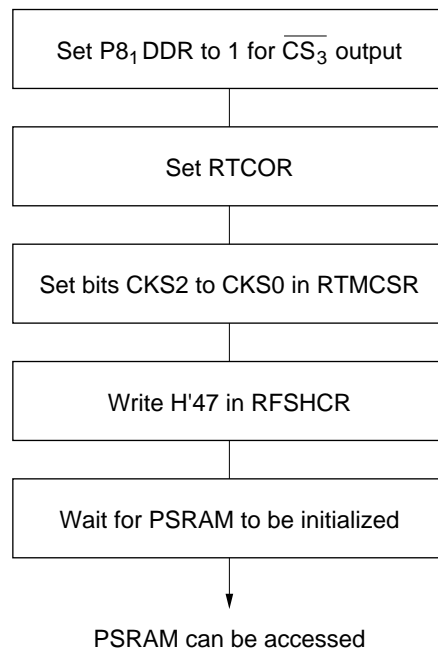 Set P8₁ DDR to 1 for C̅S̅₃̅ output
Set RTCOR
Set bits CKS2 to CKS0 in RTMCSR
Write H'47 in RFSHCR
Wait for PSRAM to be initialized
PSRAM can be accessed